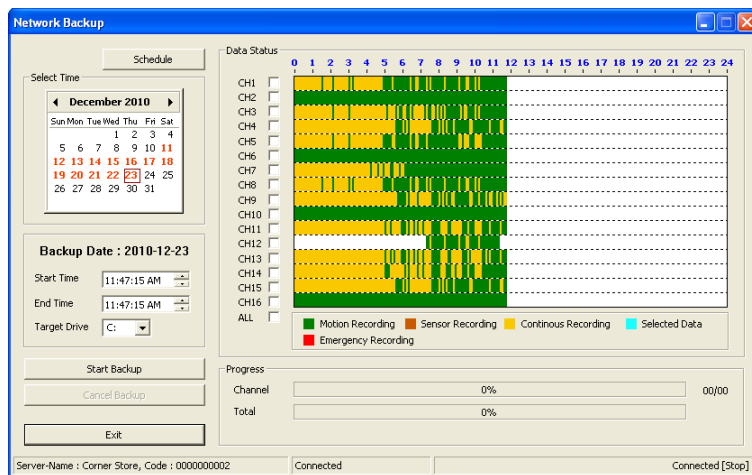 Network Backup
Schedule
Select Time
December 2010
Sun Mon Tue Wed Thu Fri Sat
1 2 3 4
5 6 7 8 9 10 11
12 13 14 15 16 17 18
19 20 21 22 23 24 25
26 27 28 29 30 31
Backup Date : 2010-12-23
Start Time 11:47:15 AM
End Time 11:47:15 AM
Target Drive C:
Start Backup
Cancel Backup
Exit
Data Status
0 1 2 3 4 5 6 7 8 9 10 11 12 13 14 15 16 17 18 19 20 21 22 23 24
CH1
CH2
CH3
CH4
CH5
CH6
CH7
CH8
CH9
CH10
CH11
CH12
CH13
CH14
CH15
CH16
ALL
Motion Recording Sensor Recording Continous Recording Selected Data
Emergency Recording
Progress
Channel 0% 00/00
Total 0%
Server-Name : Corner Store, Code : 0000000002 Connected Connected [Stop]